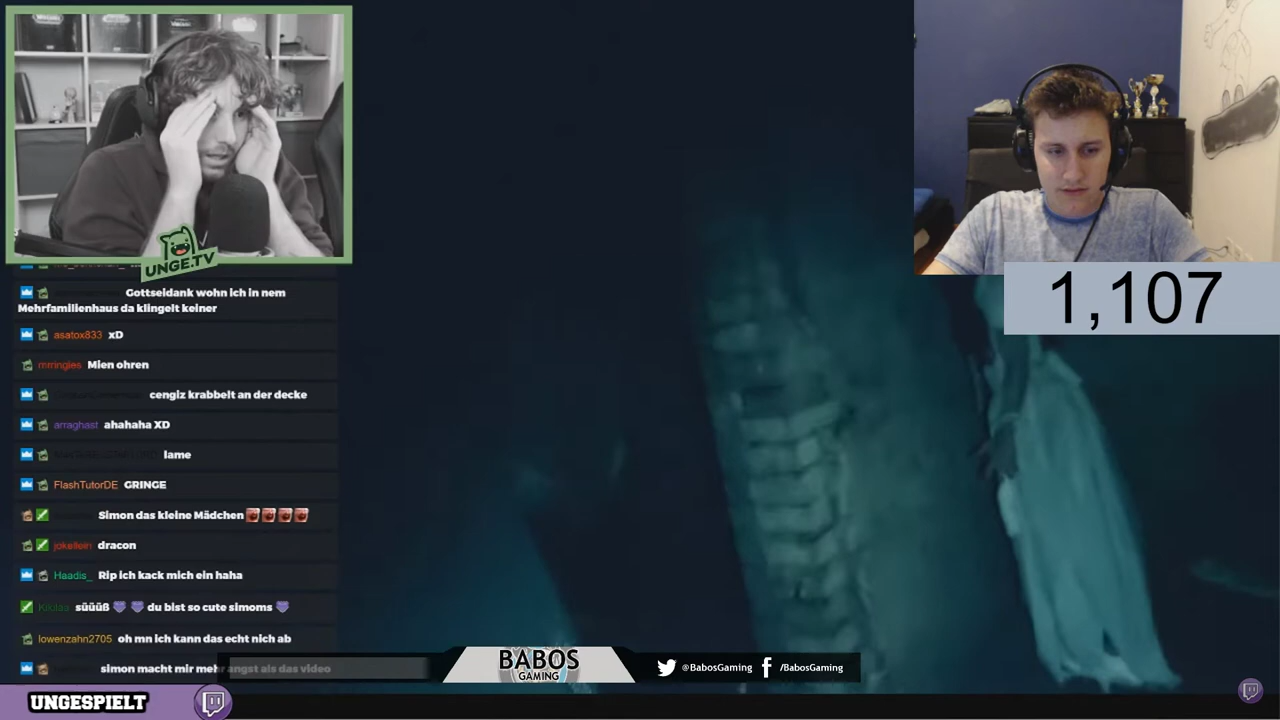 UNGE.TV
Gottseidank wohn ich in nem
Mehrfamilienhaus da klingelt keiner
asatox833 xD
mrringles Mien ohren
cengiz krabbelt an der decke
arraghast ahahaha XD
lame
FlashTutorDE GRINGE
Simon das kleine Mädchen
jokellein dracon
Haadis_ Rip ich kack mich ein haha
süüüß du bist so cute simoms
lowenzahn2705 oh mn ich kann das echt nich ab
simon macht mir mehr angst als das video
UNGESPIELT
BABOS
GAMING
@BabosGaming
/BabosGaming
1,107